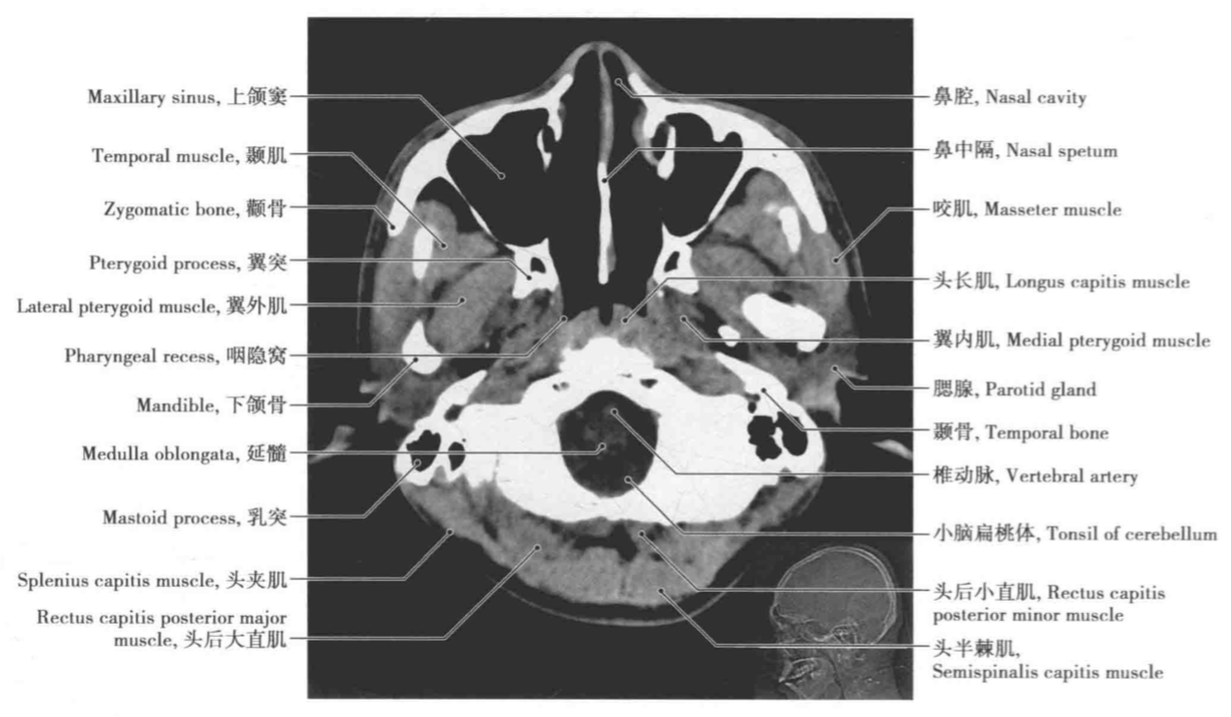 Maxillary sinus, 上颌窦
Temporal muscle, 颞肌
Zygomatic bone, 颧骨
Pterygoid process, 翼突
Lateral pterygoid muscle, 翼外肌
Pharyngeal recess, 咽隐窝
Mandible, 下颌骨
Medulla oblongata, 延髓
Mastoid process, 乳突
Splenius capitis muscle, 头夹肌
Rectus capitis posterior major
muscle, 头后大直肌
鼻腔, Nasal cavity
鼻中隔, Nasal spetum
咬肌, Masseter muscle
头长肌, Longus capitis muscle
翼内肌, Medial pterygoid muscle
腮腺, Parotid gland
颞骨, Temporal bone
椎动脉, Vertebral artery
小脑扁桃体, Tonsil of cerebellum
头后小直肌, Rectus capitis
posterior minor muscle
头半棘肌,
Semispinalis capitis muscle